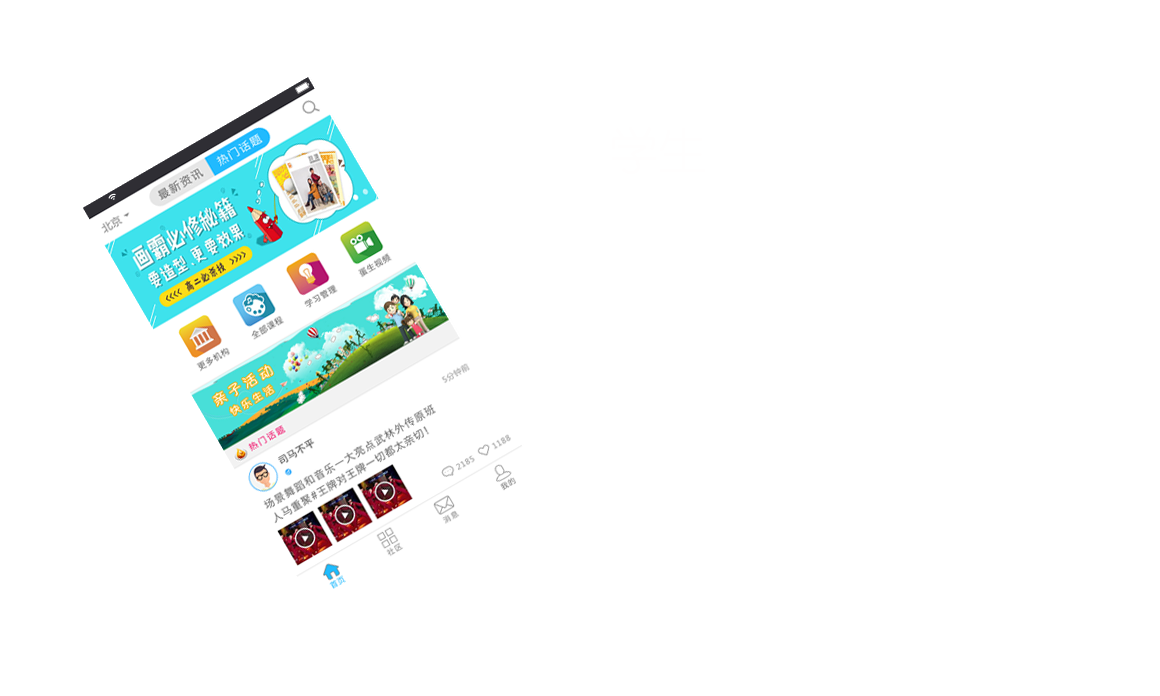 北京
最新资讯 热门话题
画霸必修秘籍
要造型.更要效果
<<<< 高二必杀技 >>>>
更多机构
全部课程
学习管理
童生视频
亲子活动
快乐生活
热门话题
司马不平
5分钟前
场景舞蹈和音乐一大亮点武林外传原班
人马重聚#王牌对王牌一切都太亲切!
2185 1188
首页
社区
消息
我的